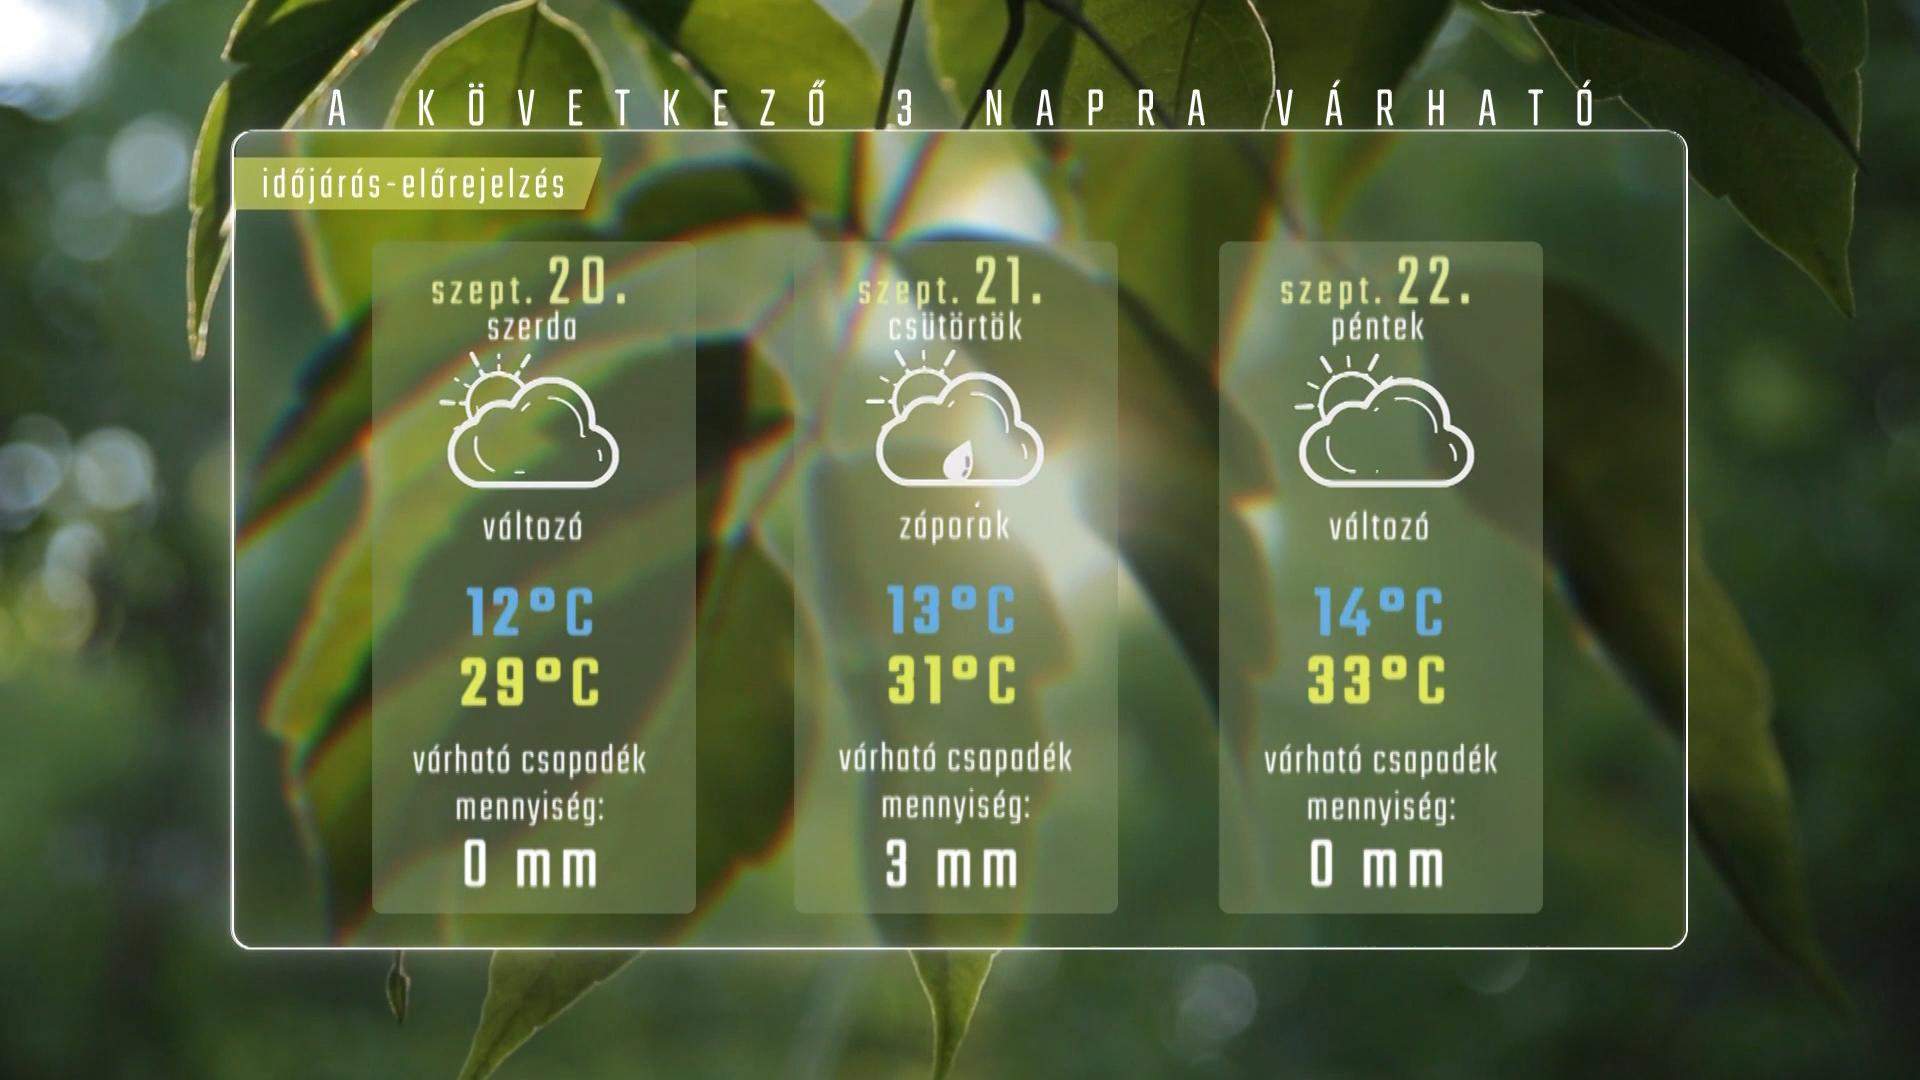 A KÖVETKEZŐ 3 NAPRA VÁRHATÓ
időjárás-előrejelzés
szept. 20.
szerda
változó
12°C
29°C
várható csapadék
mennyiség:
0 mm
szept. 21.
csütörtök
záporok
13°C
31°C
várható csapadék
mennyiség:
3 mm
szept. 22.
péntek
változó
14°C
33°C
várható csapadék
mennyiség:
0 mm